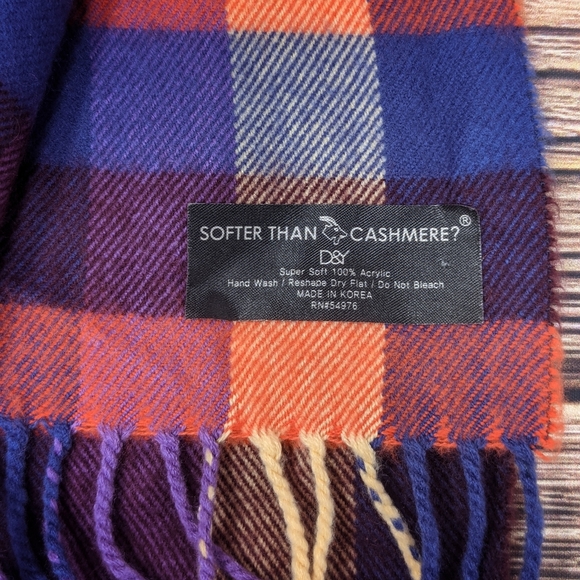 SOFTER THAN CASHMERE?®
D&Y
Super Soft 100% Acrylic
Hand Wash / Reshape Dry Flat / Do Not Bleach
MADE IN KOREA
RN#54976